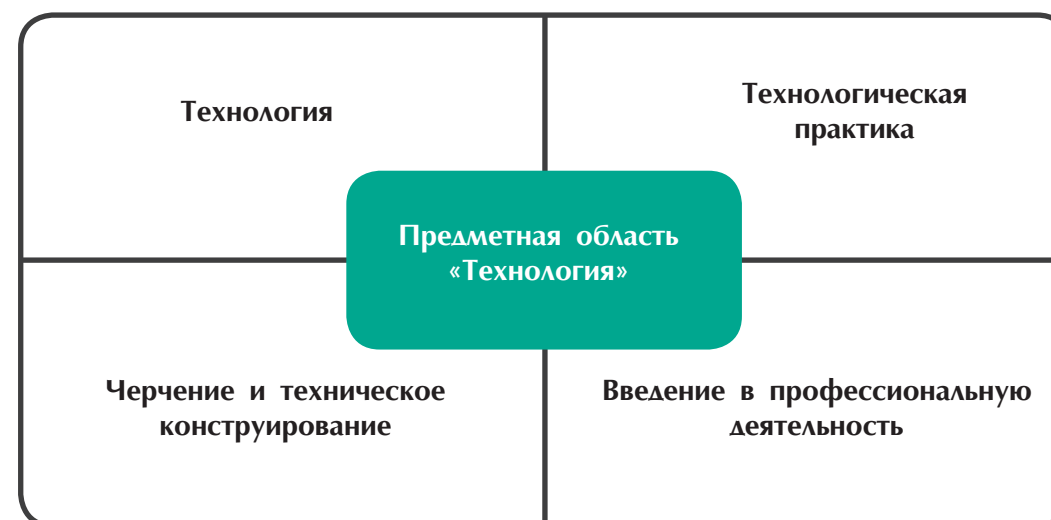 Технология
Технологическая
практика
Предметная область
«Технология»
Черчение и техническое
конструирование
Введение в профессиональную
деятельность